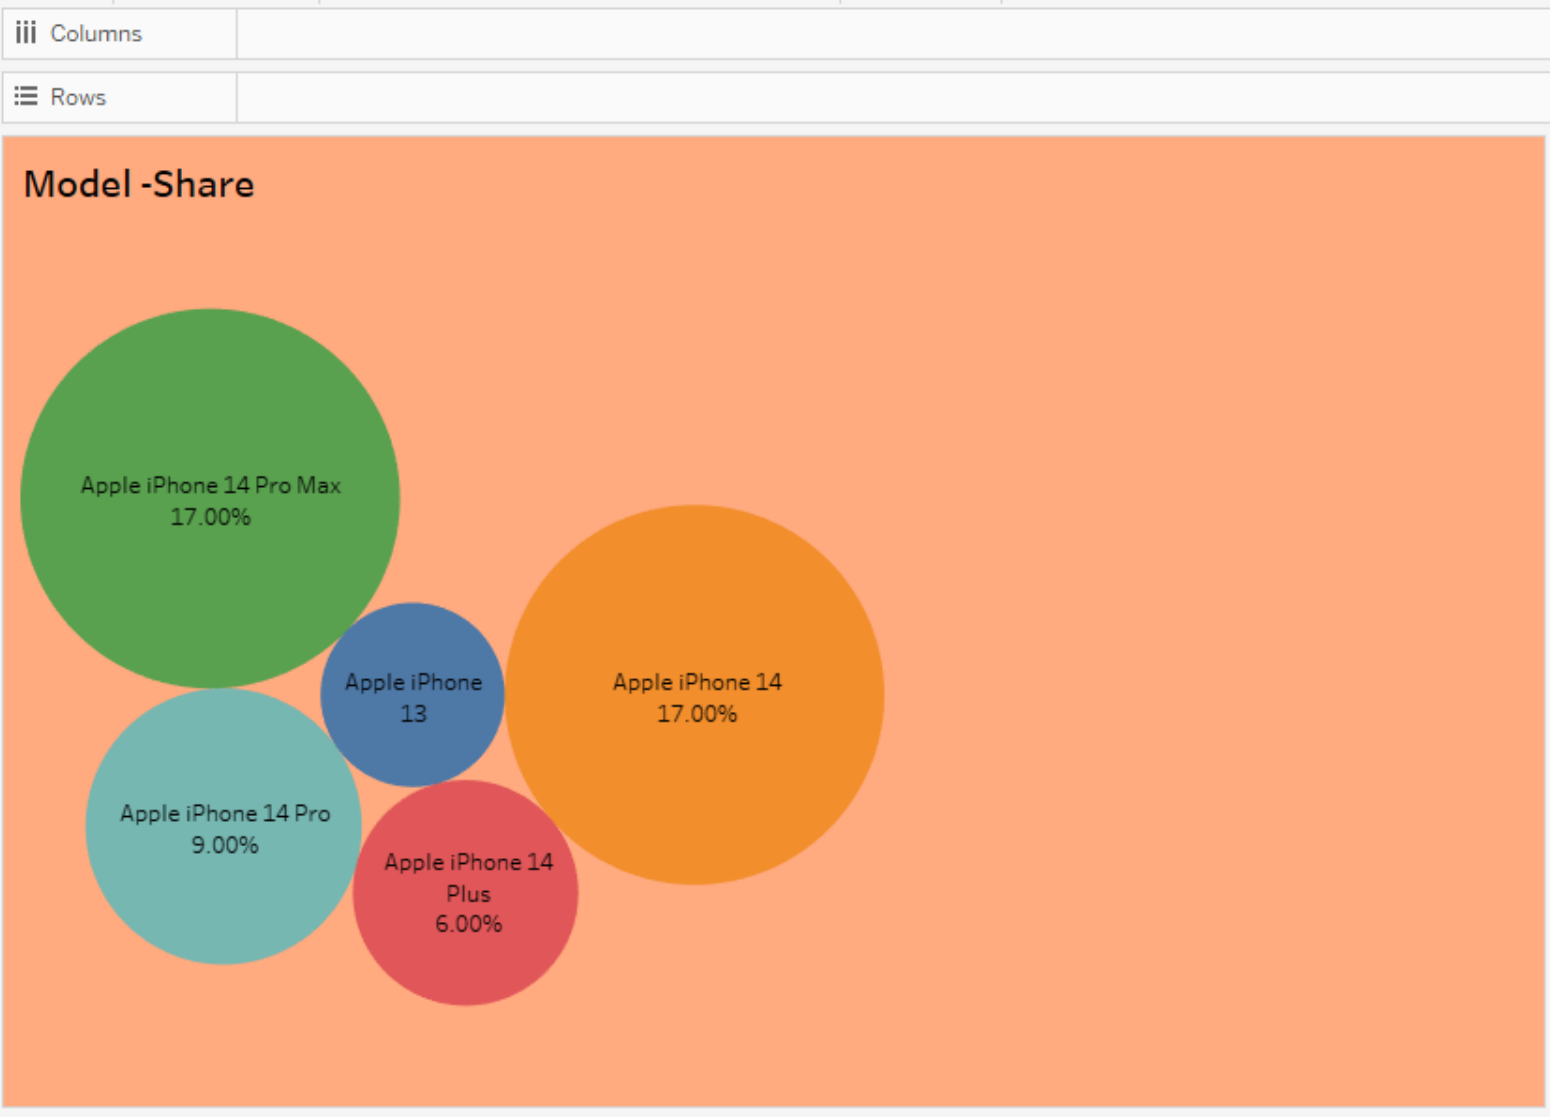 Columns
Rows
Model -Share
Apple iPhone 14 Pro Max
17.00%
Apple iPhone
13
Apple iPhone 14
17.00%
Apple iPhone 14 Pro
9.00%
Apple iPhone 14
Plus
6.00%